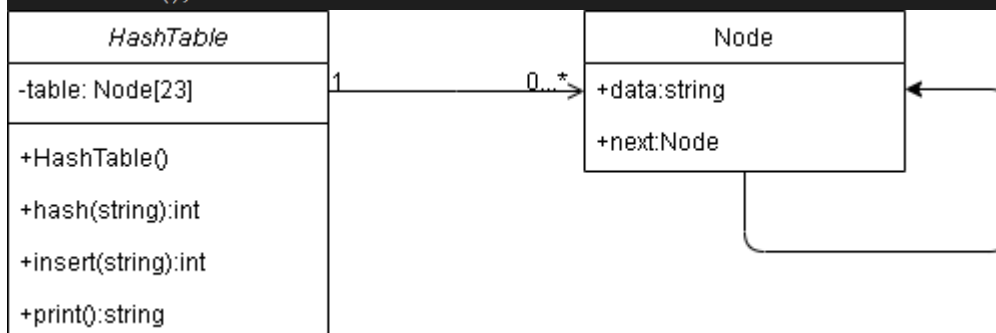 HashTable
-table: Node[23]
+HashTable()
+hash(string):int
+insert(string):int
+print():string
1
0...*
Node
+data:string
+next:Node